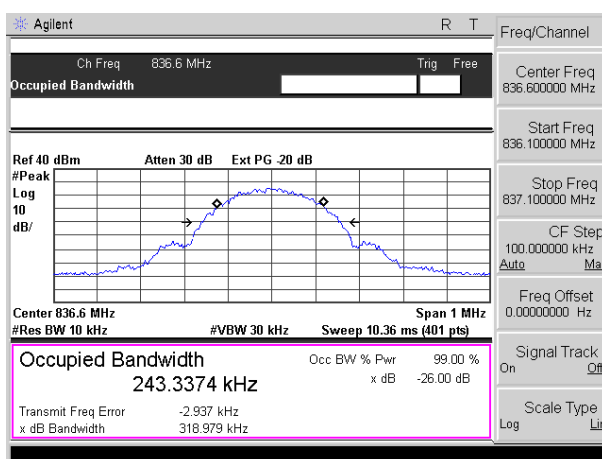 Agilent R T
Freq/Channel
Ch Freq 836.6 MHz Trig Free
Occupied Bandwidth
Center Freq
836.600000 MHz
Start Freq
836.100000 MHz
Stop Freq
837.100000 MHz
CF Step
100.000000 kHz
Auto Ma
Freq Offset
0.00000000 Hz
Signal Track
On Off
Scale Type
Log Lin
Ref 40 dBm Atten 30 dB Ext PG -20 dB
#Peak
Log
10
dB/
Center 836.6 MHz Span 1 MHz
#Res BW 10 kHz #VBW 30 kHz Sweep 10.36 ms (401 pts)
Occupied Bandwidth Occ BW % Pwr 99.00 %
243.3374 kHz x dB -26.00 dB
Transmit Freq Error -2.937 kHz
x dB Bandwidth 318.979 kHz